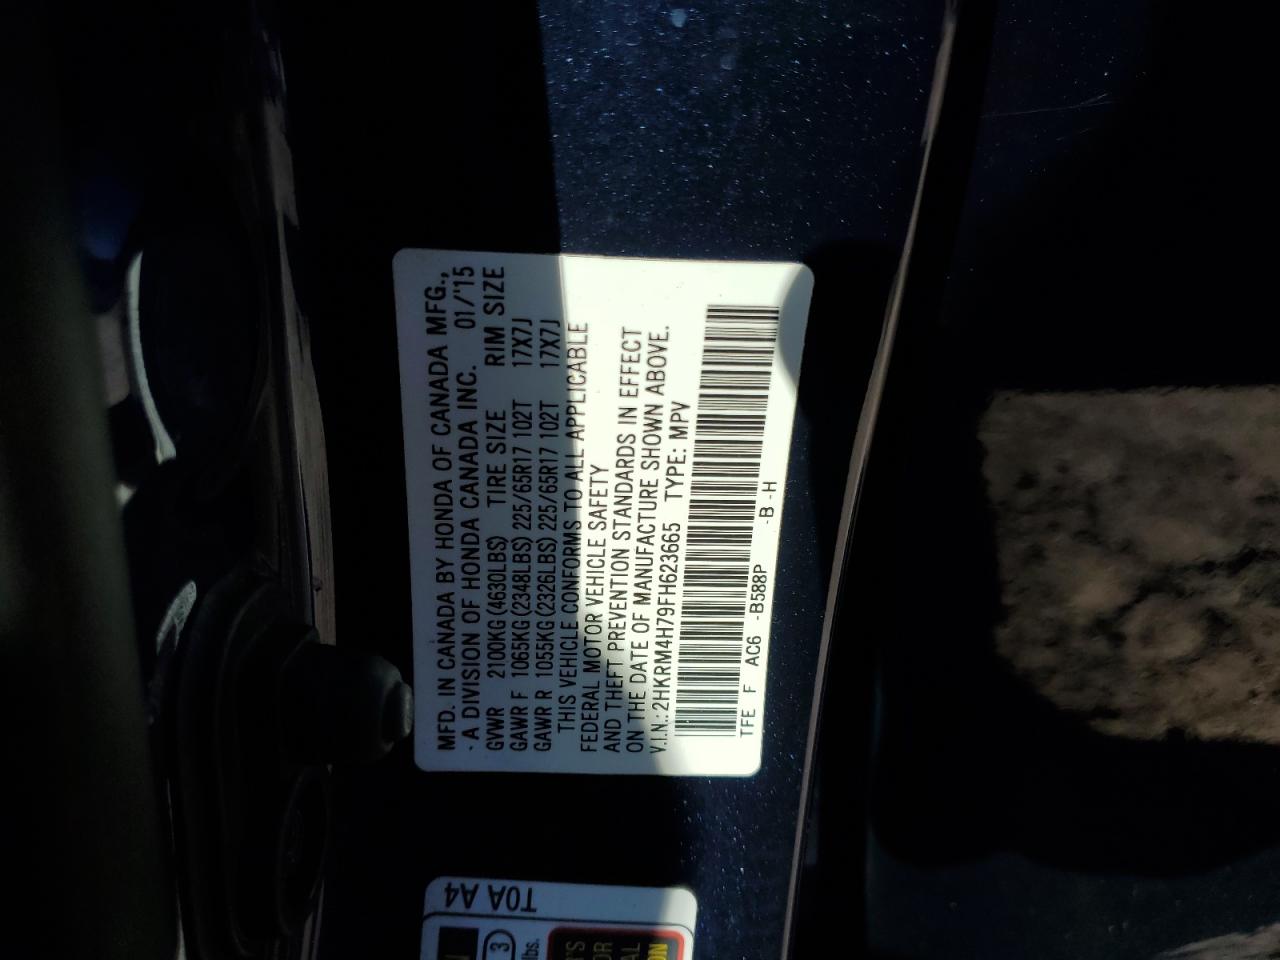 MFD. IN CANADA BY HONDA OF CANADA MFG.,
- A DIVISION OF HONDA CANADA INC. 01/'15
GVWR 2100KG(4630LBS) TIRE SIZE RIM SIZE
GAWR F 1065KG(2348LBS) 225/65R17 102T 17X7J
GAWR R 1055KG(2326LBS) 225/65R17 102T 17X7J
THIS VEHICLE CONFORMS TO ALL APPLICABLE
FEDERAL MOTOR VEHICLE SAFETY
AND THEFT PREVENTION STANDARDS IN EFFECT
ON THE DATE OF MANUFACTURE SHOWN ABOVE.
V.I.N.: 2HKRM4H79FH623665 TYPE: MPV
TFE F AC6 -B588P -B -H
T0A A4
3
lbs.